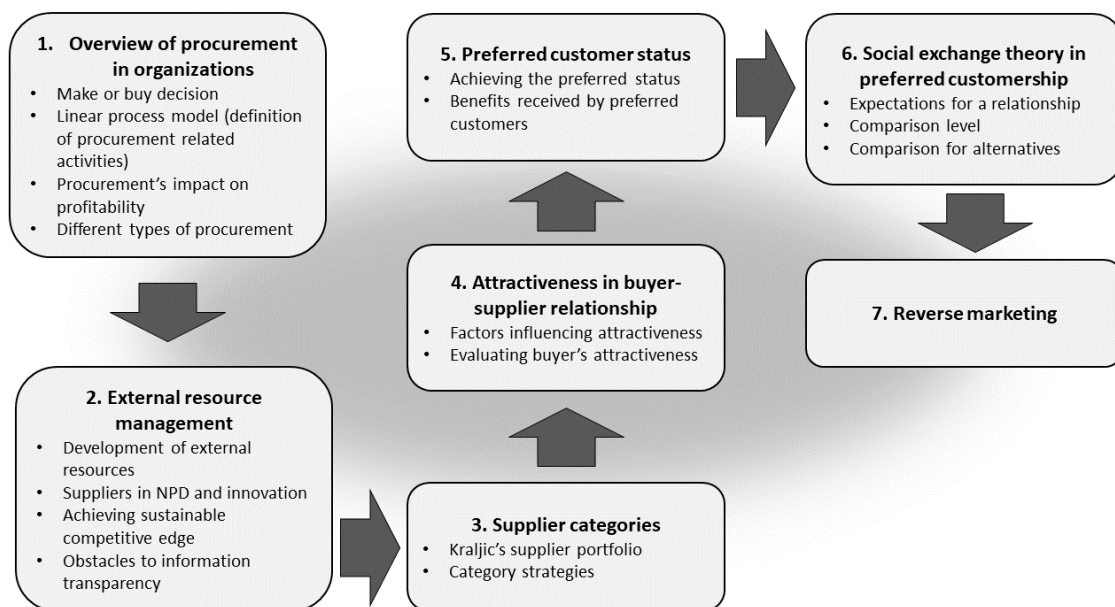 1. Overview of procurement
in organizations
• Make or buy decision
• Linear process model (definition
of procurement related
activities)
• Procurement's impact on
profitability
• Different types of procurement
2. External resource
management
• Development of external
resources
• Suppliers in NPD and innovation
• Achieving sustainable
competitive edge
• Obstacles to information
transparency
3. Supplier categories
• Kraljic's supplier portfolio
• Category strategies
4. Attractiveness in buyer-
supplier relationship
• Factors influencing attractiveness
• Evaluating buyer's attractiveness
5. Preferred customer status
• Achieving the preferred status
• Benefits received by preferred
customers
6. Social exchange theory in
preferred customership
• Expectations for a relationship
• Comparison level
• Comparison for alternatives
7. Reverse marketing